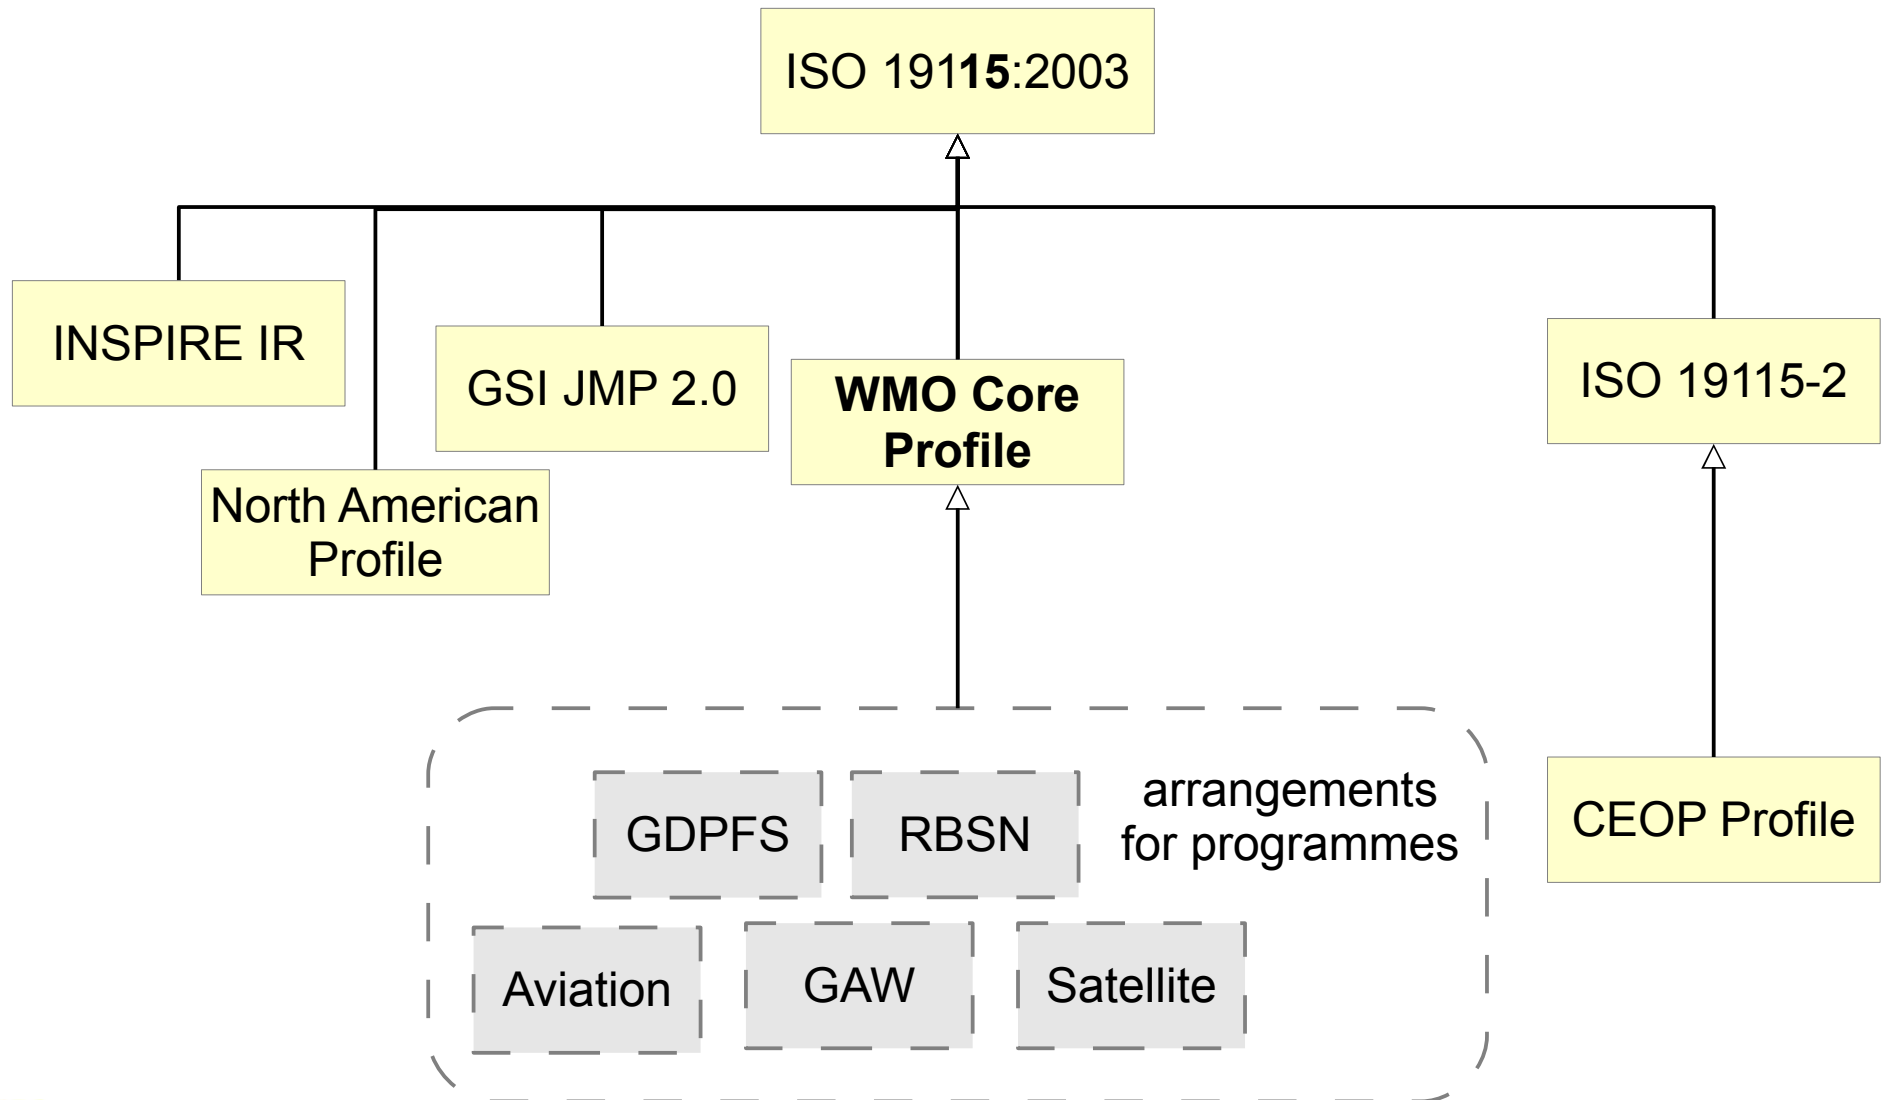 ISO 19115:2003
INSPIRE IR
GSI JMP 2.0
WMO Core
Profile
ISO 19115-2
North American
Profile
arrangements
for programmes
GDPFS
RBSN
CEOP Profile
Aviation
GAW
Satellite